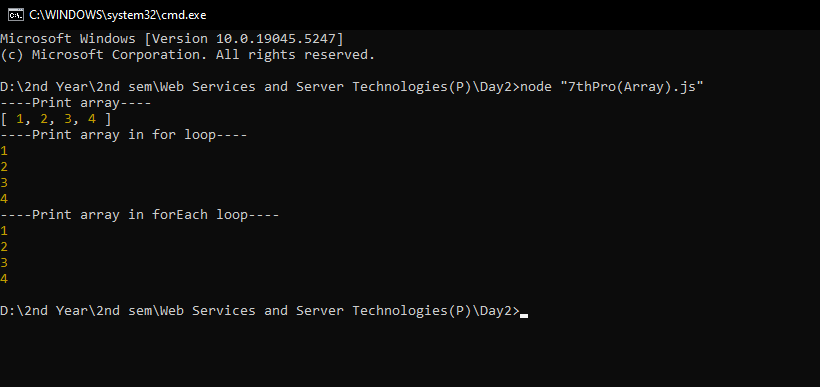 C:\WINDOWS\system32\cmd.exe
Microsoft Windows [Version 10.0.19045.5247]
(c) Microsoft Corporation. All rights reserved.
D:\2nd Year\2nd sem\Web Services and Server Technologies(P)\Day2>node "7thPro(Array).js"
----Print array----
[ 1, 2, 3, 4 ]
----Print array in for loop----
1
2
3
4
----Print array in forEach loop----
1
2
3
4
D:\2nd Year\2nd sem\Web Services and Server Technologies(P)\Day2>